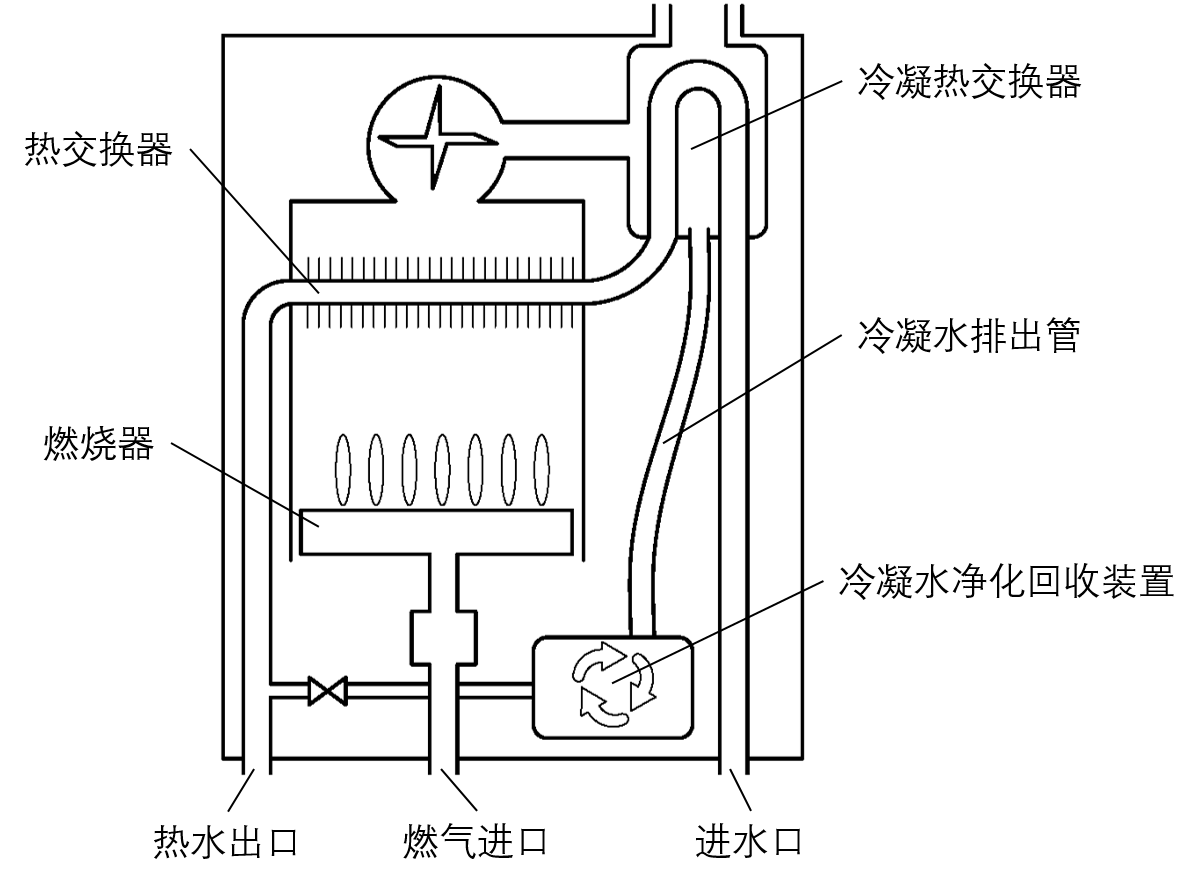 冷凝热交换器
热交换器
冷凝水排出管
燃烧器
冷凝水净化回收装置
热水出口
燃气进口
进水口